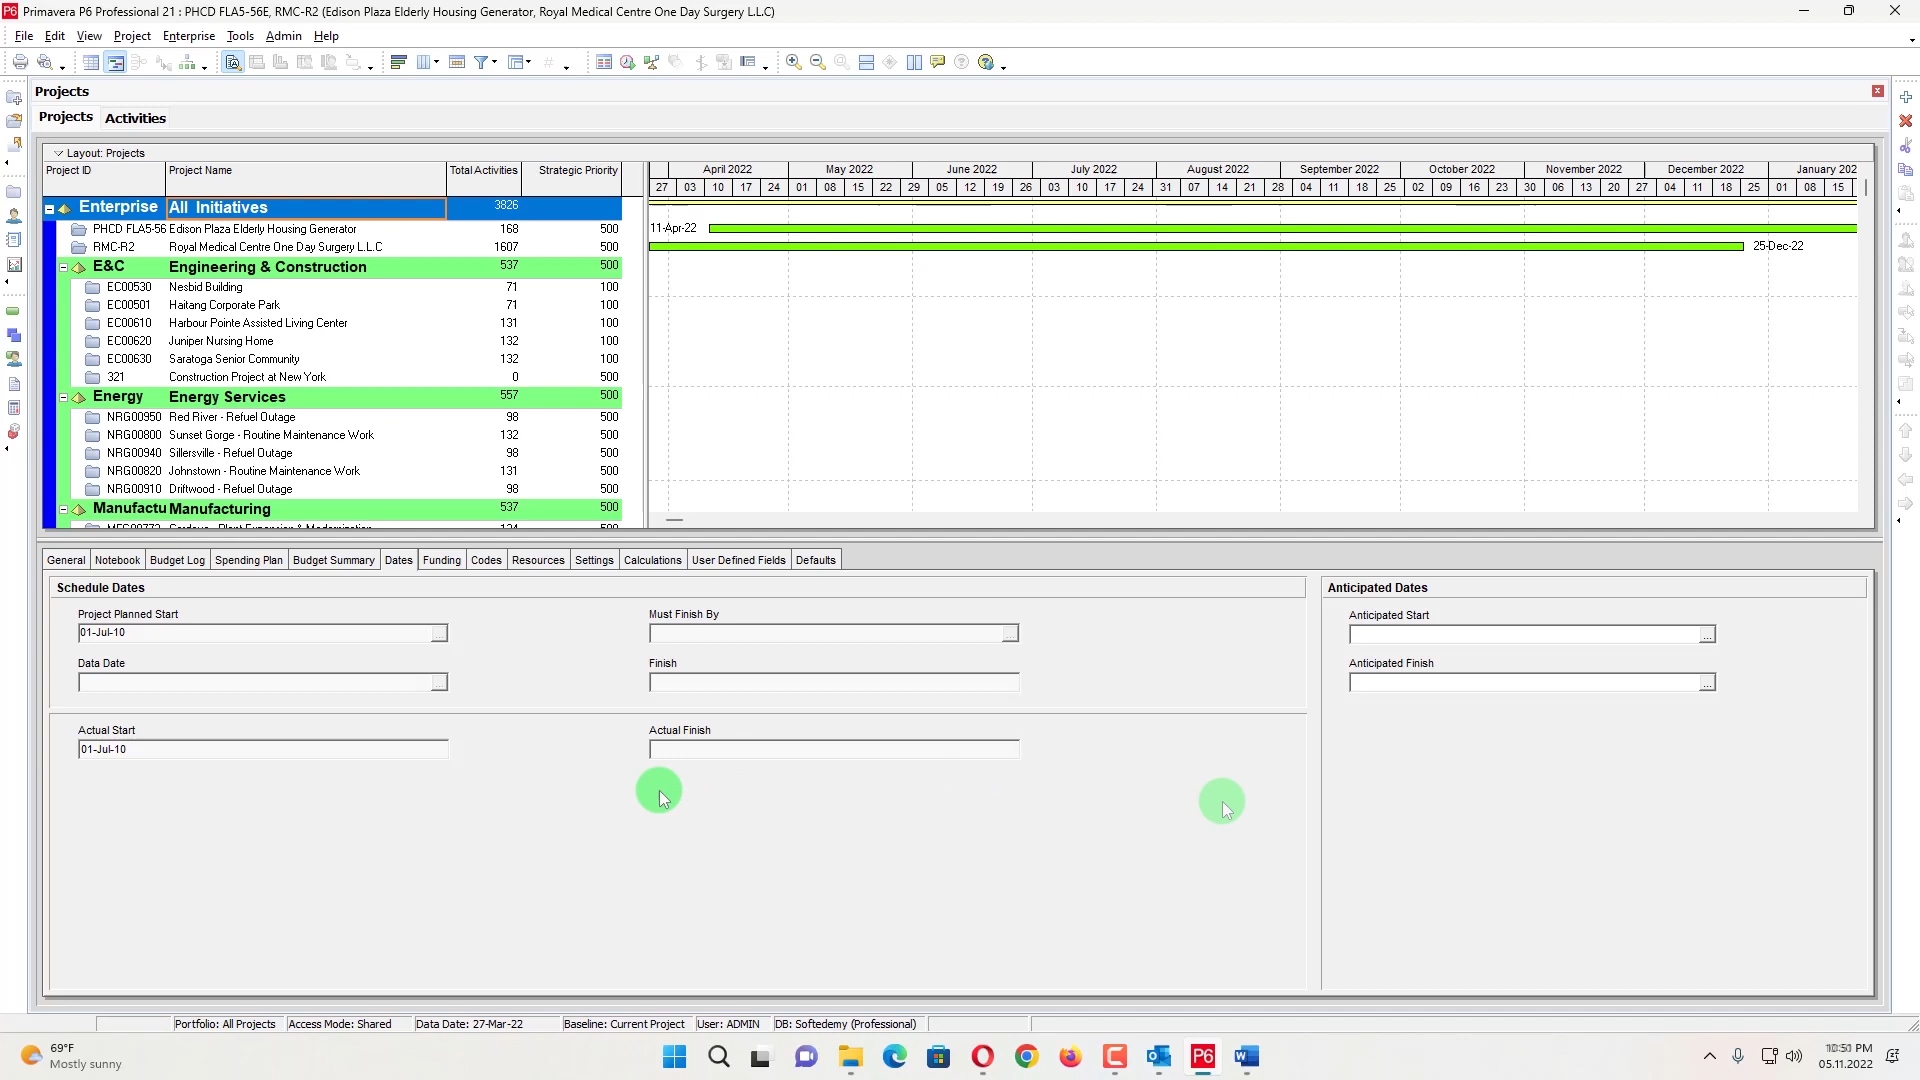 Primavera P6 Professional 21 : PHCD FLA5-56E, RMC-R2 (Edison Plaza Elderly Housing Generator, Royal Medical Centre One Day Surgery L.L.C)
File Edit View Project Enterprise Tools Admin Help
Projects
Projects Activities
Layout: Projects
Project ID Project Name Total Activities Strategic Priority
April 2022 May 2022 June 2022 July 2022 August 2022 September 2022 October 2022 November 2022 December 2022 January 202
27 03 10 17 24 01 08 15 22 29 05 12 19 26 03 10 17 24 31 07 14 21 28 04 11 18 25 02 09 16 23 30 06 13 20 27 04 11 18 25 01 08 15
Enterprise All Initiatives 3826
PHCD FLA5-56 Edison Plaza Elderly Housing Generator 168 500 11-Apr-22
RMC-R2 Royal Medical Centre One Day Surgery L.L.C 1607 500 25-Dec-22
E&C Engineering & Construction 537 500
EC00530 Nesbid Building 71 100
EC00501 Haitang Corporate Park 71 100
EC00610 Harbour Pointe Assisted Living Center 131 100
EC00620 Juniper Nursing Home 132 100
EC00630 Saratoga Senior Community 132 100
321 Construction Project at New York 0 500
Energy Energy Services 557 500
NRG00950 Red River - Refuel Outage 98 500
NRG00800 Sunset Gorge - Routine Maintenance Work 132 500
NRG00940 Sillersville - Refuel Outage 98 500
NRG00820 Johnstown - Routine Maintenance Work 131 500
NRG00910 Driftwood - Refuel Outage 98 500
Manufactu Manufacturing 537 500
General Notebook Budget Log Spending Plan Budget Summary Dates Funding Codes Resources Settings Calculations User Defined Fields Defaults
Schedule Dates Anticipated Dates
Project Planned Start Must Finish By Anticipated Start
01-Jul-10
Data Date Finish Anticipated Finish
Actual Start Actual Finish
01-Jul-10
Portfolio: All Projects Access Mode: Shared Data Date: 27-Mar-22 Baseline: Current Project User: ADMIN DB: Softedemy (Professional)
69°F
Mostly sunny
10:51 PM
05.11.2022